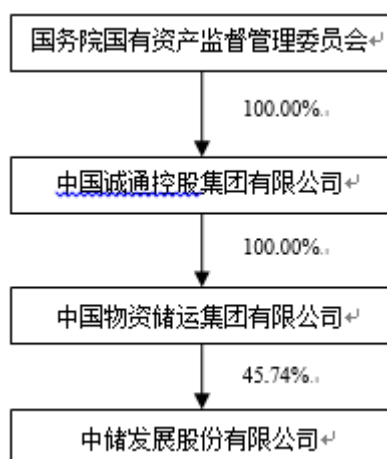 国务院国有资产监督管理委员会
100.00%
中国诚通控股集团有限公司
100.00%
中国物资储运集团有限公司
45.74%
中储发展股份有限公司